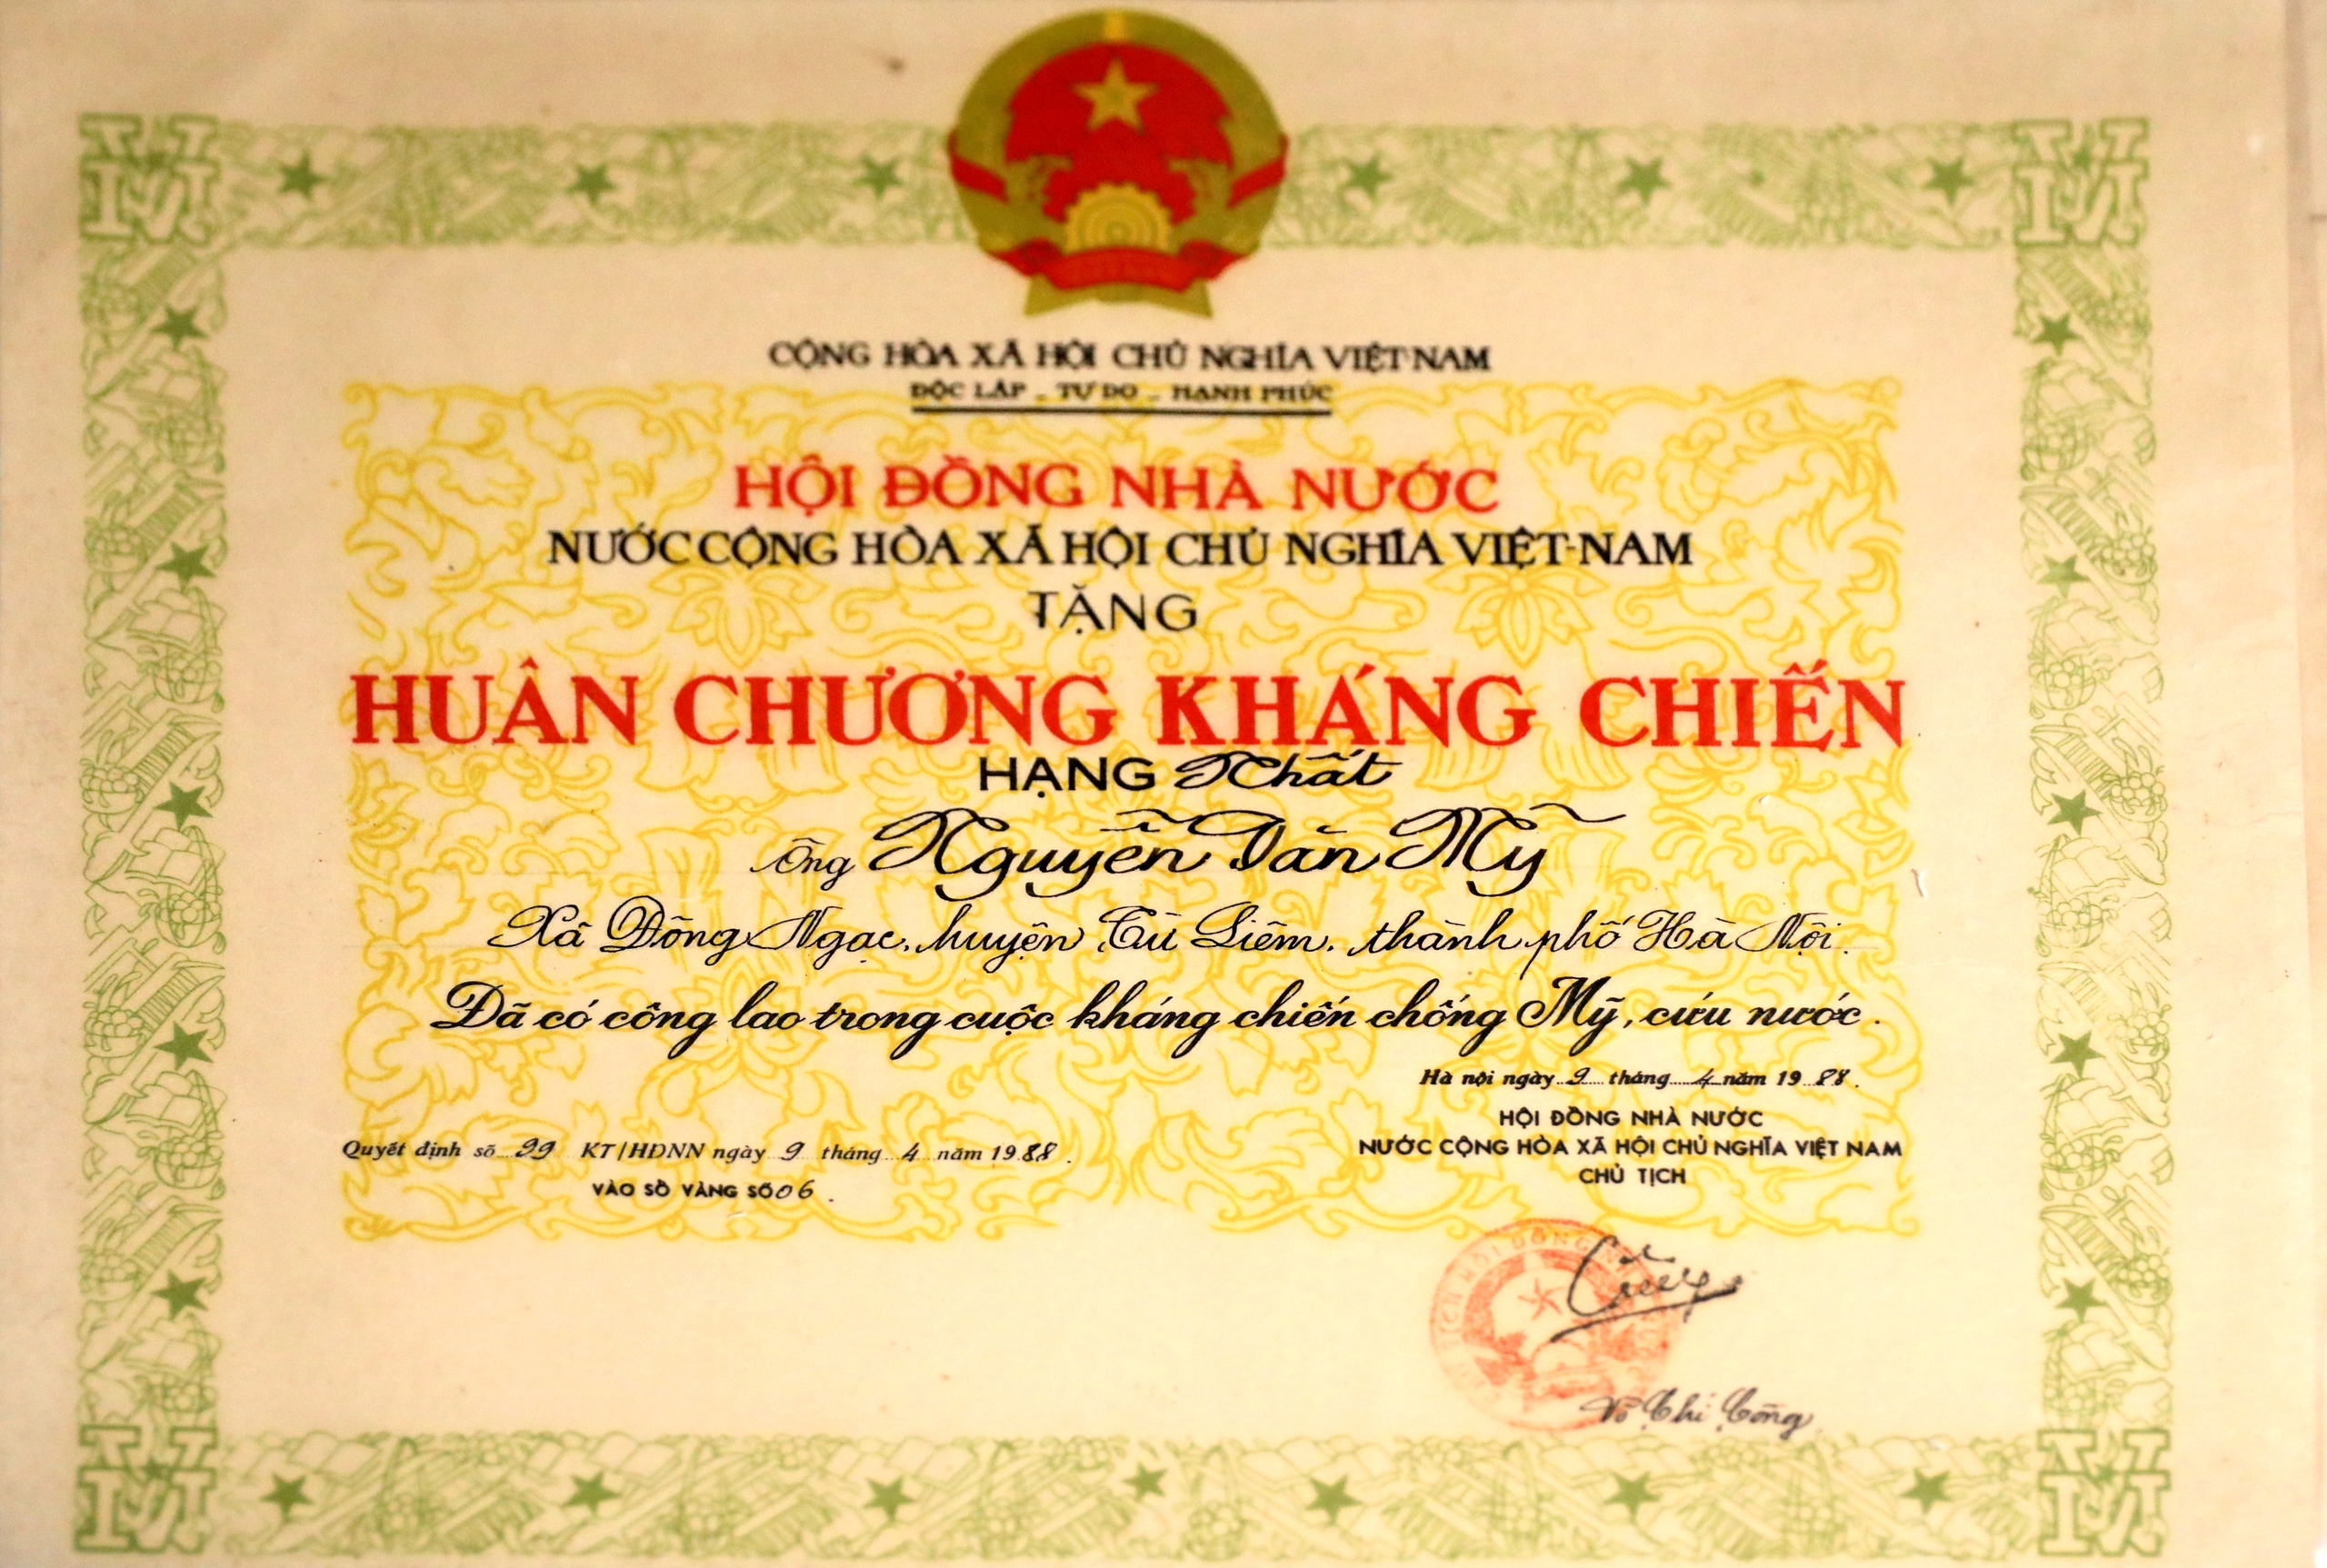 CỘNG HÒA XÃ HỘI CHỦ NGHĨA VIỆT NAM
ĐỘC LẬP _ TỰ DO _ HẠNH PHÚC
HỘI ĐỒNG NHÀ NƯỚC
NƯỚC CỘNG HÒA XÃ HỘI CHỦ NGHĨA VIỆT-NAM
TẶNG
HUÂN CHƯƠNG KHÁNG CHIẾN
HẠNG Nhất
Ông Nguyễn Văn Mỹ
Xã Đông Ngạc, huyện Từ Liêm, thành phố Hà Nội.
Đã có công lao trong cuộc kháng chiến chống Mỹ, cứu nước.
Hà nội ngày 9 tháng 4 năm 1988.
HỘI ĐỒNG NHÀ NƯỚC
NƯỚC CỘNG HÒA XÃ HỘI CHỦ NGHĨA VIỆT NAM
CHỦ TỊCH
Quyết định số 99 KT/HĐNN ngày 9 tháng 4 năm 1988.
VÀO SỔ VÀNG SỐ 06.
Võ Chí Công